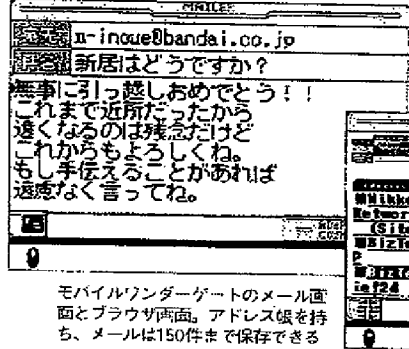 MAILER
n-inoue@bandai.co.jp
新居はどうですか？
無事に引っ越しおめでとう！！
これまで近所だったから
遠くなるのは残念だけど
これからもよろしくね。
もし手伝えることがあれば
遠慮なく言ってね。
モバイルワンダーゲートのメール画
面とブラウザ画面。アドレス帳を持
ち、メールは150件まで保存できる